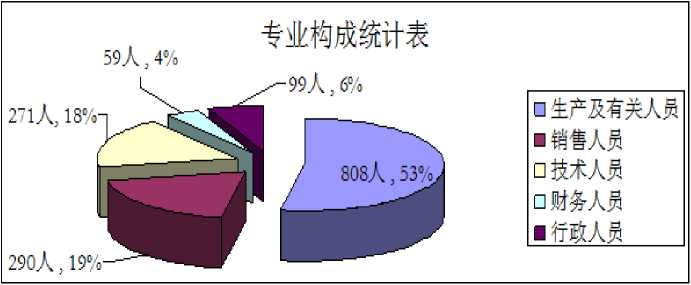 专业构成统计表
59人 , 4%
99人 , 6%
271人, 18%
808人 , 53%
290人 , 19%
生产及有关人员
销售人员
技术人员
财务人员
行政人员